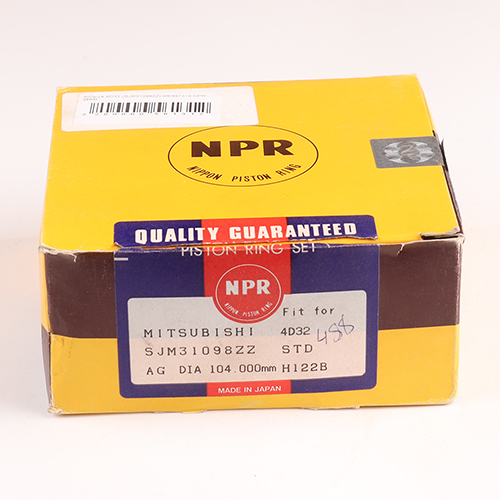 NPR
NIPPON PISTON RING
QUALITY GUARANTEED
PISTON RING SET
NPR
NIPPON PISTON RING
Fit for
MITSUBISHI 4D32
458
SJM31098ZZ STD
AG DIA 104.000mm H122B
MADE IN JAPAN